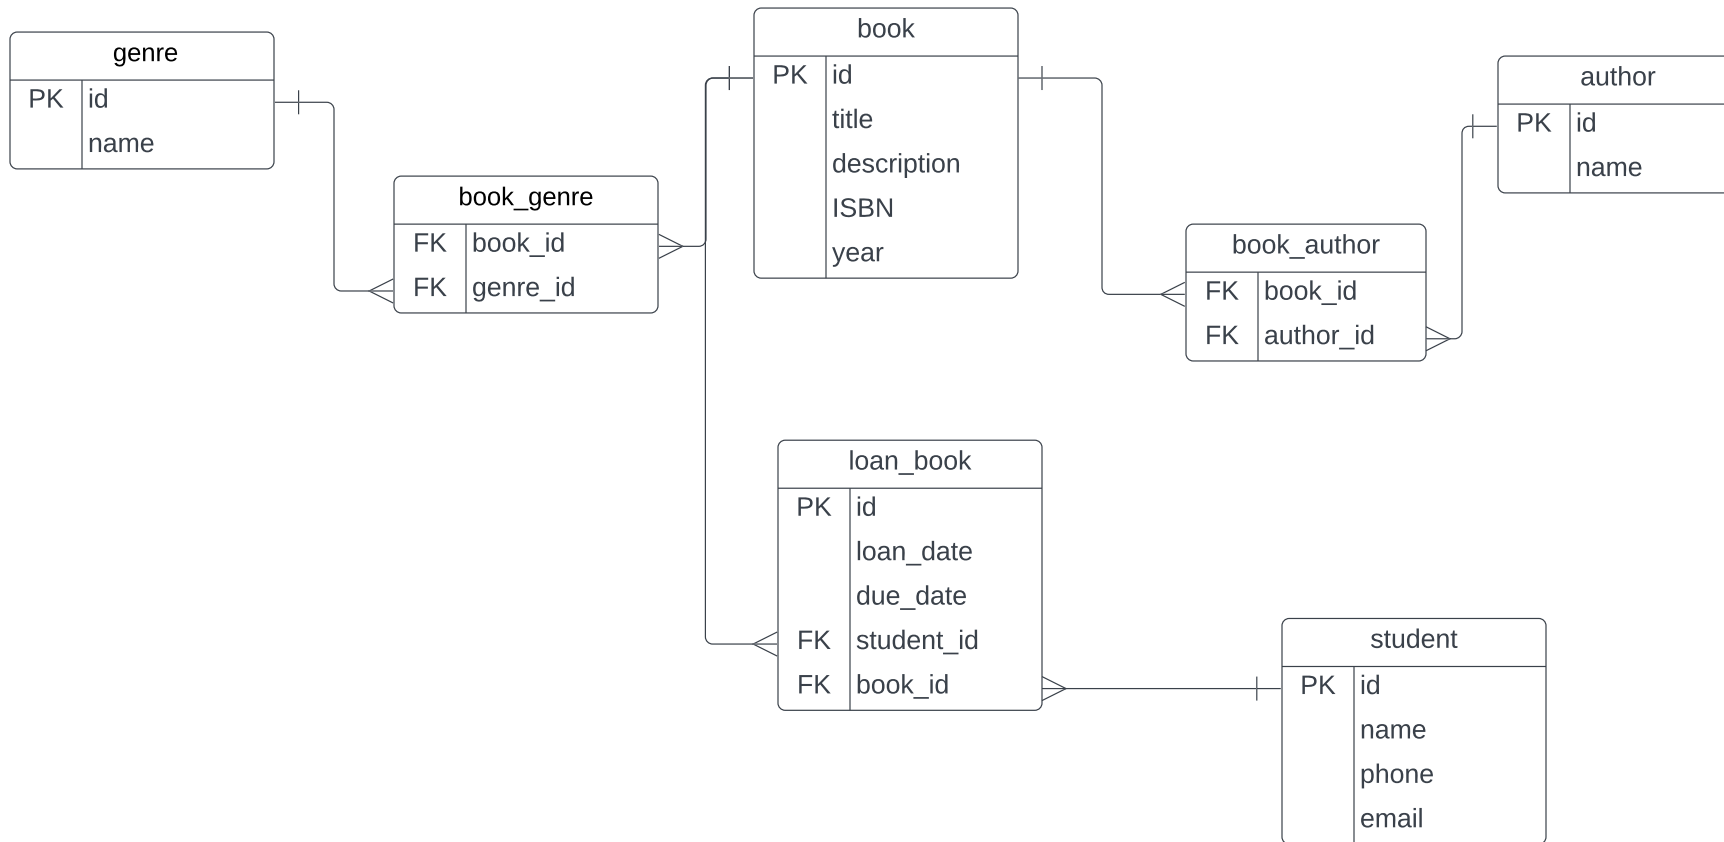 genre
PK id
name
book_genre
FK book_id
FK genre_id
book
PK id
title
description
ISBN
year
book_author
FK book_id
FK author_id
author
PK id
name
loan_book
PK id
loan_date
due_date
FK student_id
FK book_id
student
PK id
name
phone
email